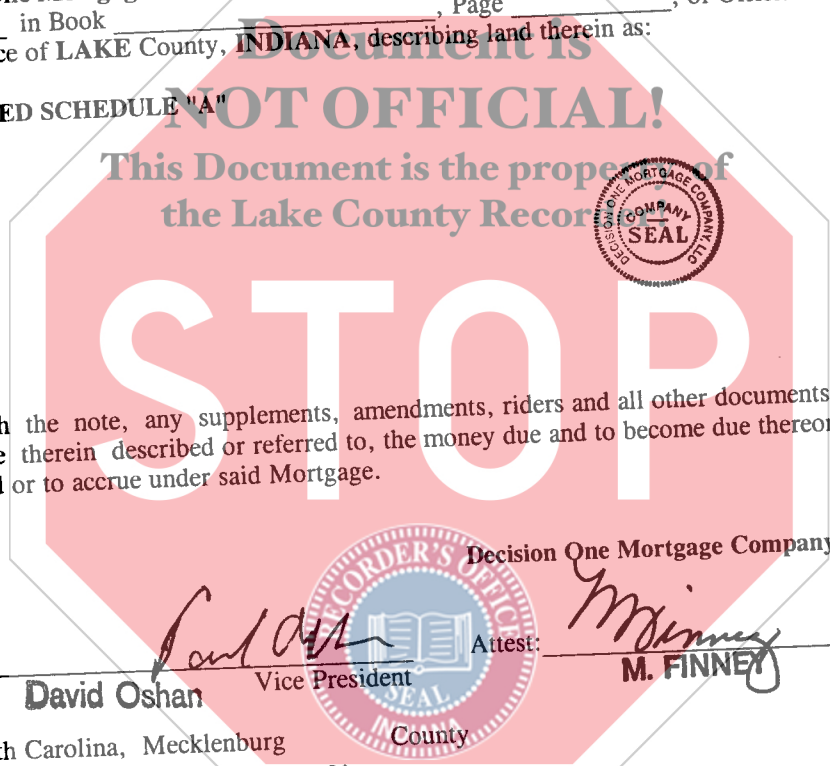 , Page
in Book
ce of LAKE County, INDIANA, describing land therein as:
Document is
ED SCHEDULE "A"
NOT OFFICIAL!
This Document is the property of
the Lake County Recorder!
DECISION ONE MORTGAGE COMPANY, LLC
COMPANY
SEAL
STOP
h the note, any supplements, amendments, riders and all other documents
e therein described or referred to, the money due and to become due thereon
d or to accrue under said Mortgage.
Decision One Mortgage Company
RECORDER'S OFFICE
Attest:
M Finney
M. FINNEY
Vice President
David Oshan
SEAL
INDIANA
th Carolina, Mecklenburg County